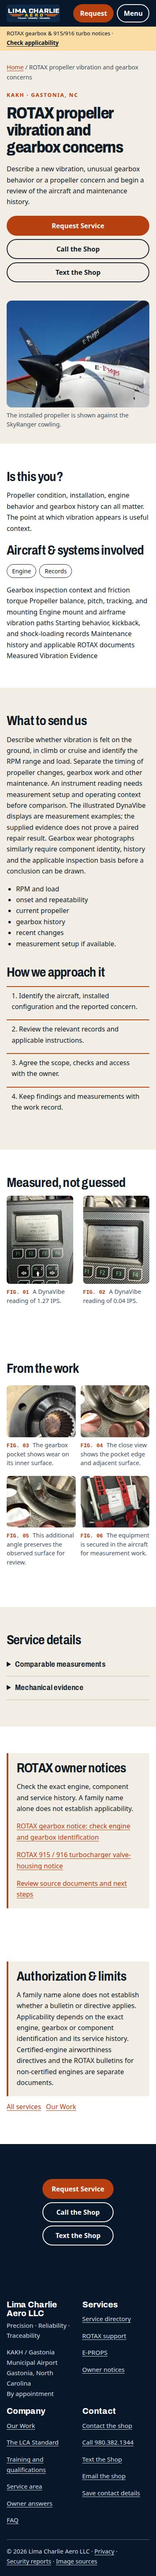 LIMA CHARLIE
AERO
Request
Menu
ROTAX gearbox & 915/916 turbo notices ·
Check applicability
Home / ROTAX propeller vibration and gearbox
concerns
KAKH · GASTONIA, NC
ROTAX propeller
vibration and
gearbox concerns
Describe a new vibration, unusual gearbox
behavior or prop strike for a concern and begin a
review of the aircraft and maintenance
history.
Request Service
Call the Shop
Text the Shop
E-Props
The installed propeller is shown against the
SkyRanger cowling.
Is this you?
Propeller condition, installation, engine
behavior and gearbox history can all matter.
The point at which vibration appears is useful
context.
Aircraft & systems involved
Engine
Records
Gearbox inspection context and friction
torque Propeller balance, pitch, tracking, and
mounting Engine mount and airframe
vibration paths Starting behavior, kickback,
and shock-loading records Maintenance
history and applicable ROTAX documents
Measured Vibration Evidence
What to send us
Describe whether vibration is felt on the
ground, in climb or cruise and identify the
RPM range and load. Separate the timing of
propeller changes, gearbox work and other
maintenance. An instrument reading needs
measurement setup and operating context
before comparison. The illustrated DynaVibe
displays are measurement examples; the
supplied evidence does not prove a paired
repair result. Gearbox wear photographs
similarly require component identity, history
and the applicable inspection basis before a
conclusion can be drawn.
RPM and load
onset and repeatability
current propeller
gearbox history
recent changes
measurement setup if available.
How we approach it
1. Identify the aircraft, installed
configuration and the reported concern.
2. Review the relevant records and
applicable instructions.
3. Agree the scope, checks and access
with the owner.
4. Keep findings and measurements with
the work record.
Measured, not guessed
FIG. 01 A DynaVibe
reading of 1.27 IPS.
FIG. 02 A DynaVibe
reading of 0.04 IPS.
From the work
FIG. 03 The gearbox
pocket shows wear on
its inner surface.
FIG. 04 The close view
shows the pocket edge
and adjacent surface.
FIG. 05 This additional
angle preserves the
observed surface for
review.
FIG. 06 The equipment
is secured in the aircraft
for measurement work.
Service details
Comparable measurements
Mechanical evidence
ROTAX owner notices
Check the exact engine, component
and service history. A family name
alone does not establish applicability.
ROTAX gearbox notice: check engine
and gearbox identification
ROTAX 915 / 916 turbocharger valve-
housing notice
Review source documents and next
steps
Authorization & limits
A family name alone does not establish
whether a bulletin or directive applies.
Applicability depends on the exact
engine, gearbox or component
identification and its service history.
Certified-engine airworthiness
directives and the ROTAX bulletins for
non-certified engines are separate
documents.
All services Our Work
Request Service
Call the Shop
Text the Shop
Lima Charlie
Aero LLC
Precision · Reliability ·
Traceability
KAKH / Gastonia
Municipal Airport
Gastonia, North
Carolina
By appointment
Services
Service directory
ROTAX support
E-PROPS
Owner notices
Company
Our Work
The LCA Standard
Training and
qualifications
Service area
Owner answers
FAQ
Contact
Contact the shop
Call 980.382.1344
Text the Shop
Email the shop
Save contact details
© 2026 Lima Charlie Aero LLC · Privacy ·
Security reports · Image sources